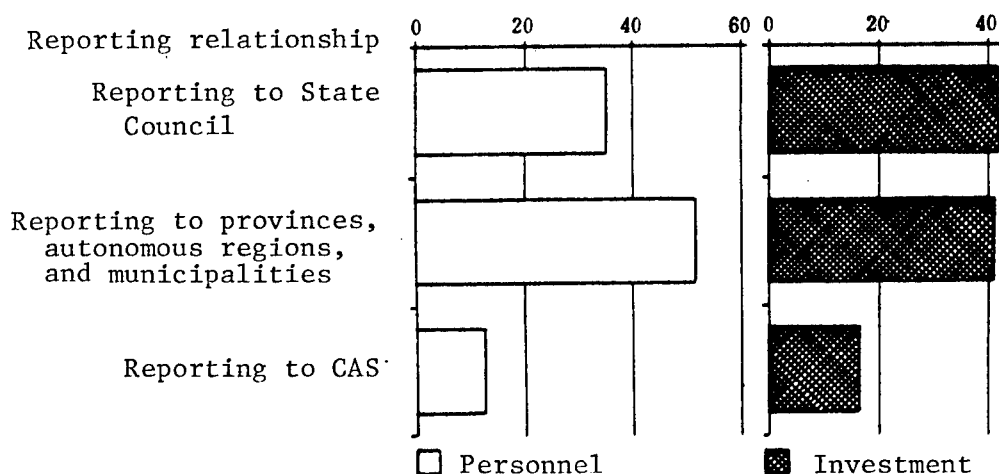 0 20 40 60 0 20 40
Reporting relationship
Reporting to State
Council
Reporting to provinces,
autonomous regions,
and municipalities
Reporting to CAS
Personnel Investment